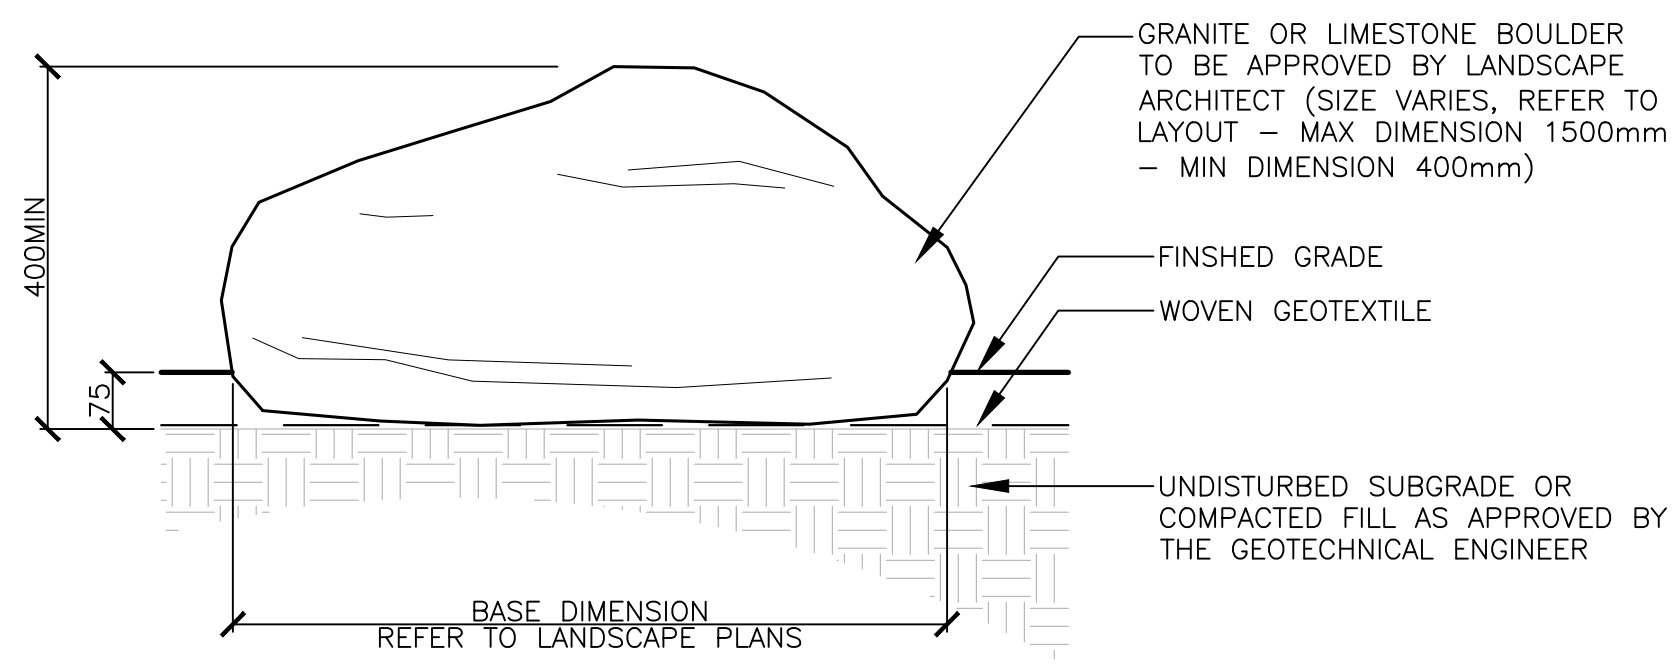 GRANITE OR LIMESTONE BOULDER
TO BE APPROVED BY LANDSCAPE
ARCHITECT (SIZE VARIES, REFER TO
LAYOUT – MAX DIMENSION 1500mm
– MIN DIMENSION 400mm)
FINSHED GRADE
WOVEN GEOTEXTILE
400MIN
75
UNDISTURBED SUBGRADE OR
COMPACTED FILL AS APPROVED BY
THE GEOTECHNICAL ENGINEER
BASE DIMENSION
REFER TO LANDSCAPE PLANS